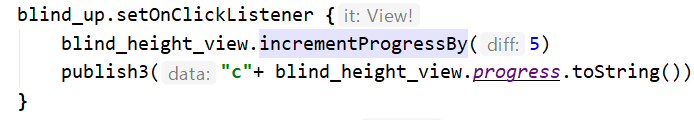 blind_up.setOnClickListener { it: View!
blind_height_view.incrementProgressBy( diff: 5)
publish3( data: "c"+ blind_height_view.progress.toString())
}